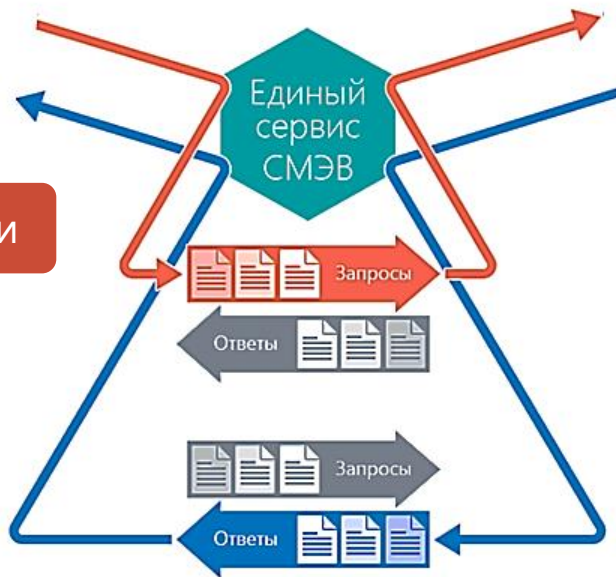 Единый
сервис
СМЭВ
и
Запросы
Ответы
Запросы
Ответы